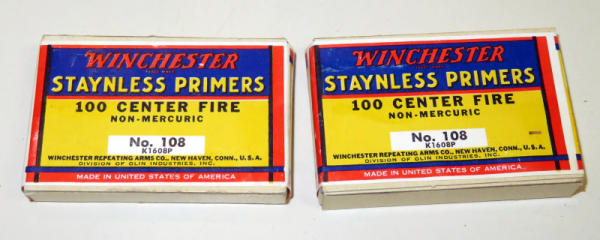 WINCHESTER
TRADE MARK
STAYNLESS PRIMERS
100 CENTER FIRE
NON-MERCURIC
No. 108
K1608P
WINCHESTER REPEATING ARMS CO., NEW HAVEN, CONN., U.S.A.
DIVISION OF OLIN INDUSTRIES, INC.
MADE IN UNITED STATES OF AMERICA
WINCHESTER
STAYNLESS PRIMERS
100 CENTER FIRE
NON-MERCURIC
No. 108
K1608P
WINCHESTER REPEATING ARMS CO., NEW HAVEN, CONN., U.S.A.
DIVISION OF OLIN INDUSTRIES, INC.
MADE IN UNITED STATES OF AMERICA